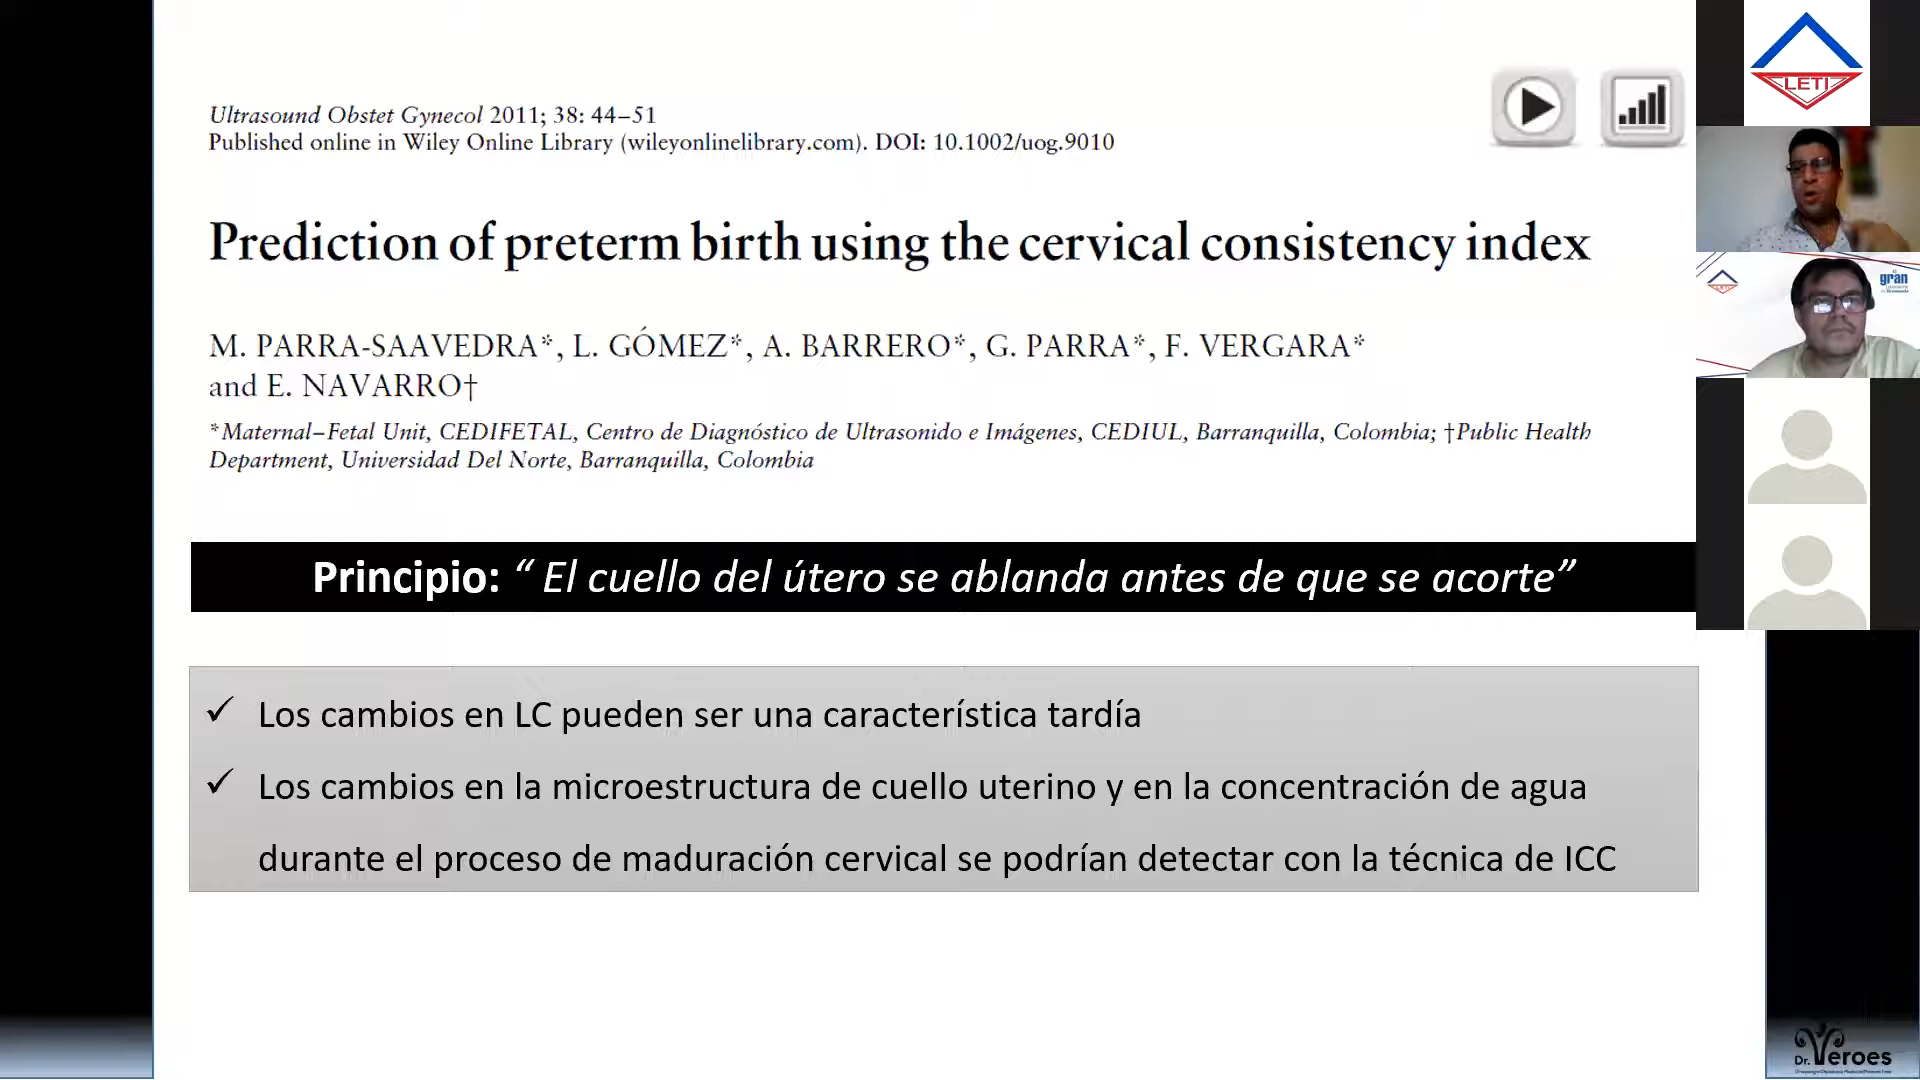 Ultrasound Obstet Gynecol 2011; 38: 44–51
Published online in Wiley Online Library (wileyonlinelibrary.com). DOI: 10.1002/uog.9010
Prediction of preterm birth using the cervical consistency index
M. PARRA-SAAVEDRA*, L. GÓMEZ*, A. BARRERO*, G. PARRA*, F. VERGARA*
and E. NAVARRO†
*Maternal–Fetal Unit, CEDIFETAL, Centro de Diagnóstico de Ultrasonido e Imágenes, CEDIUL, Barranquilla, Colombia; †Public Health
Department, Universidad Del Norte, Barranquilla, Colombia
Principio: “ El cuello del útero se ablanda antes de que se acorte”
✓ Los cambios en LC pueden ser una característica tardía
✓ Los cambios en la microestructura de cuello uterino y en la concentración de agua
durante el proceso de maduración cervical se podrían detectar con la técnica de ICC
LETI
gran
Dr. Yeroes